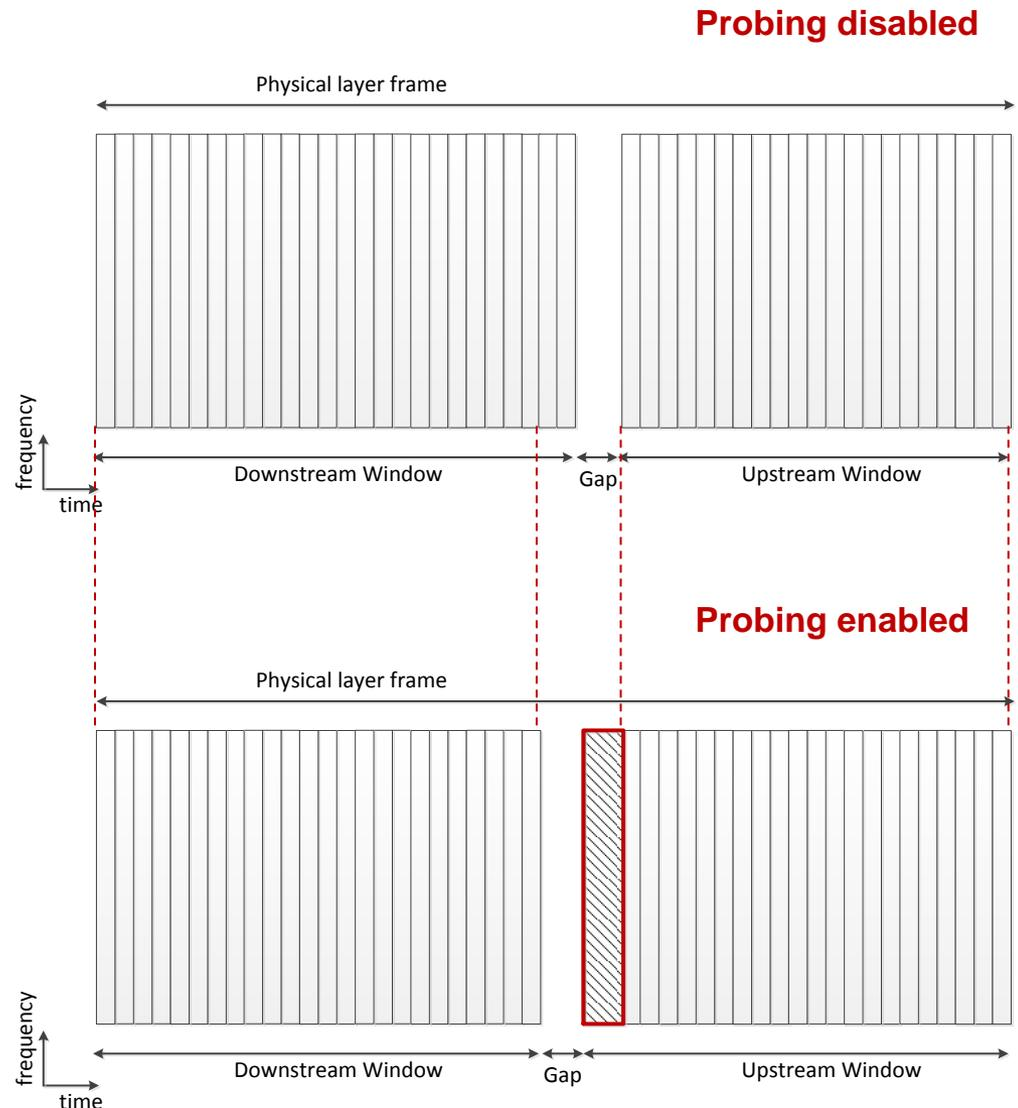 Probing disabled
Physical layer frame
frequency
time
Downstream Window
Gap
Upstream Window
Probing enabled
Physical layer frame
frequency
time
Downstream Window
Gap
Upstream Window